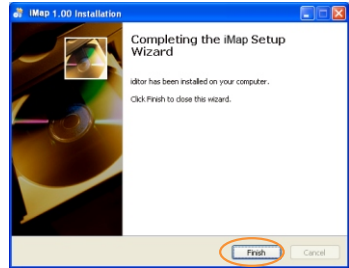 iMap 1.00 Installation
Completing the iMap Setup
Wizard
iditor has been installed on your computer.
Click Finish to close this wizard.
Finish
Cancel